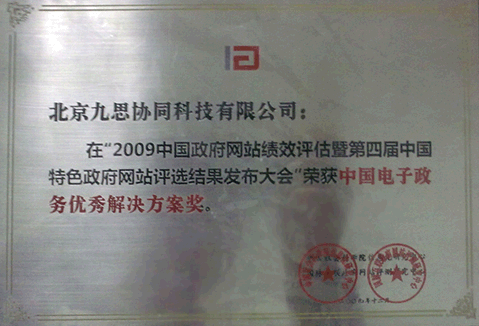 北京九思协同科技有限公司：
在"2009中国政府网站绩效评估暨第四届中国
特色政府网站评选结果发布大会"荣获中国电子政
务优秀解决方案奖。